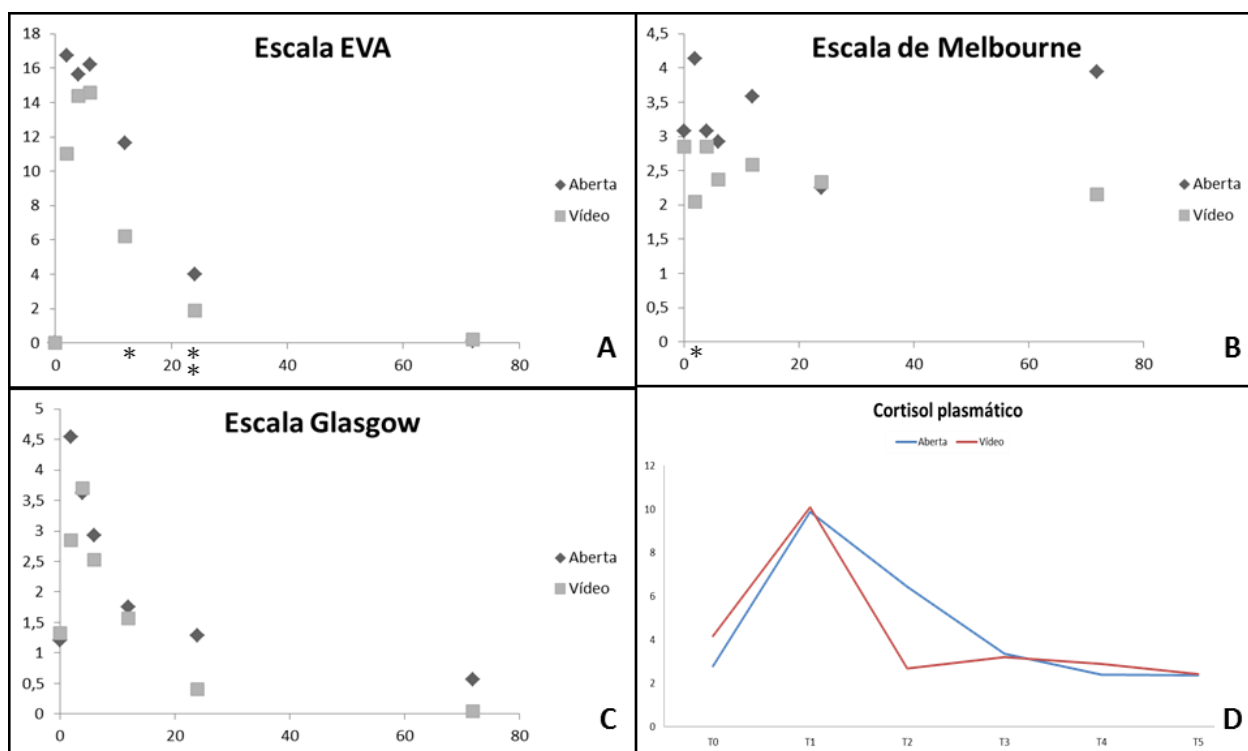 Escala EVA
18
16
14
12
10
8
6
4
2
0
0 20 40 60 80
* * *
Aberta
Vídeo
A
Escala de Melbourne
4,5
4
3,5
3
2,5
2
1,5
1
0,5
0
0 20 40 60 80
*
Aberta
Vídeo
B
Escala Glasgow
5
4,5
4
3,5
3
2,5
2
1,5
1
0,5
0
0 20 40 60 80
Aberta
Vídeo
C
Cortisol plasmático
Aberta Vídeo
12
10
8
6
4
2
0
T0 T1 T2 T3 T4 T5
D